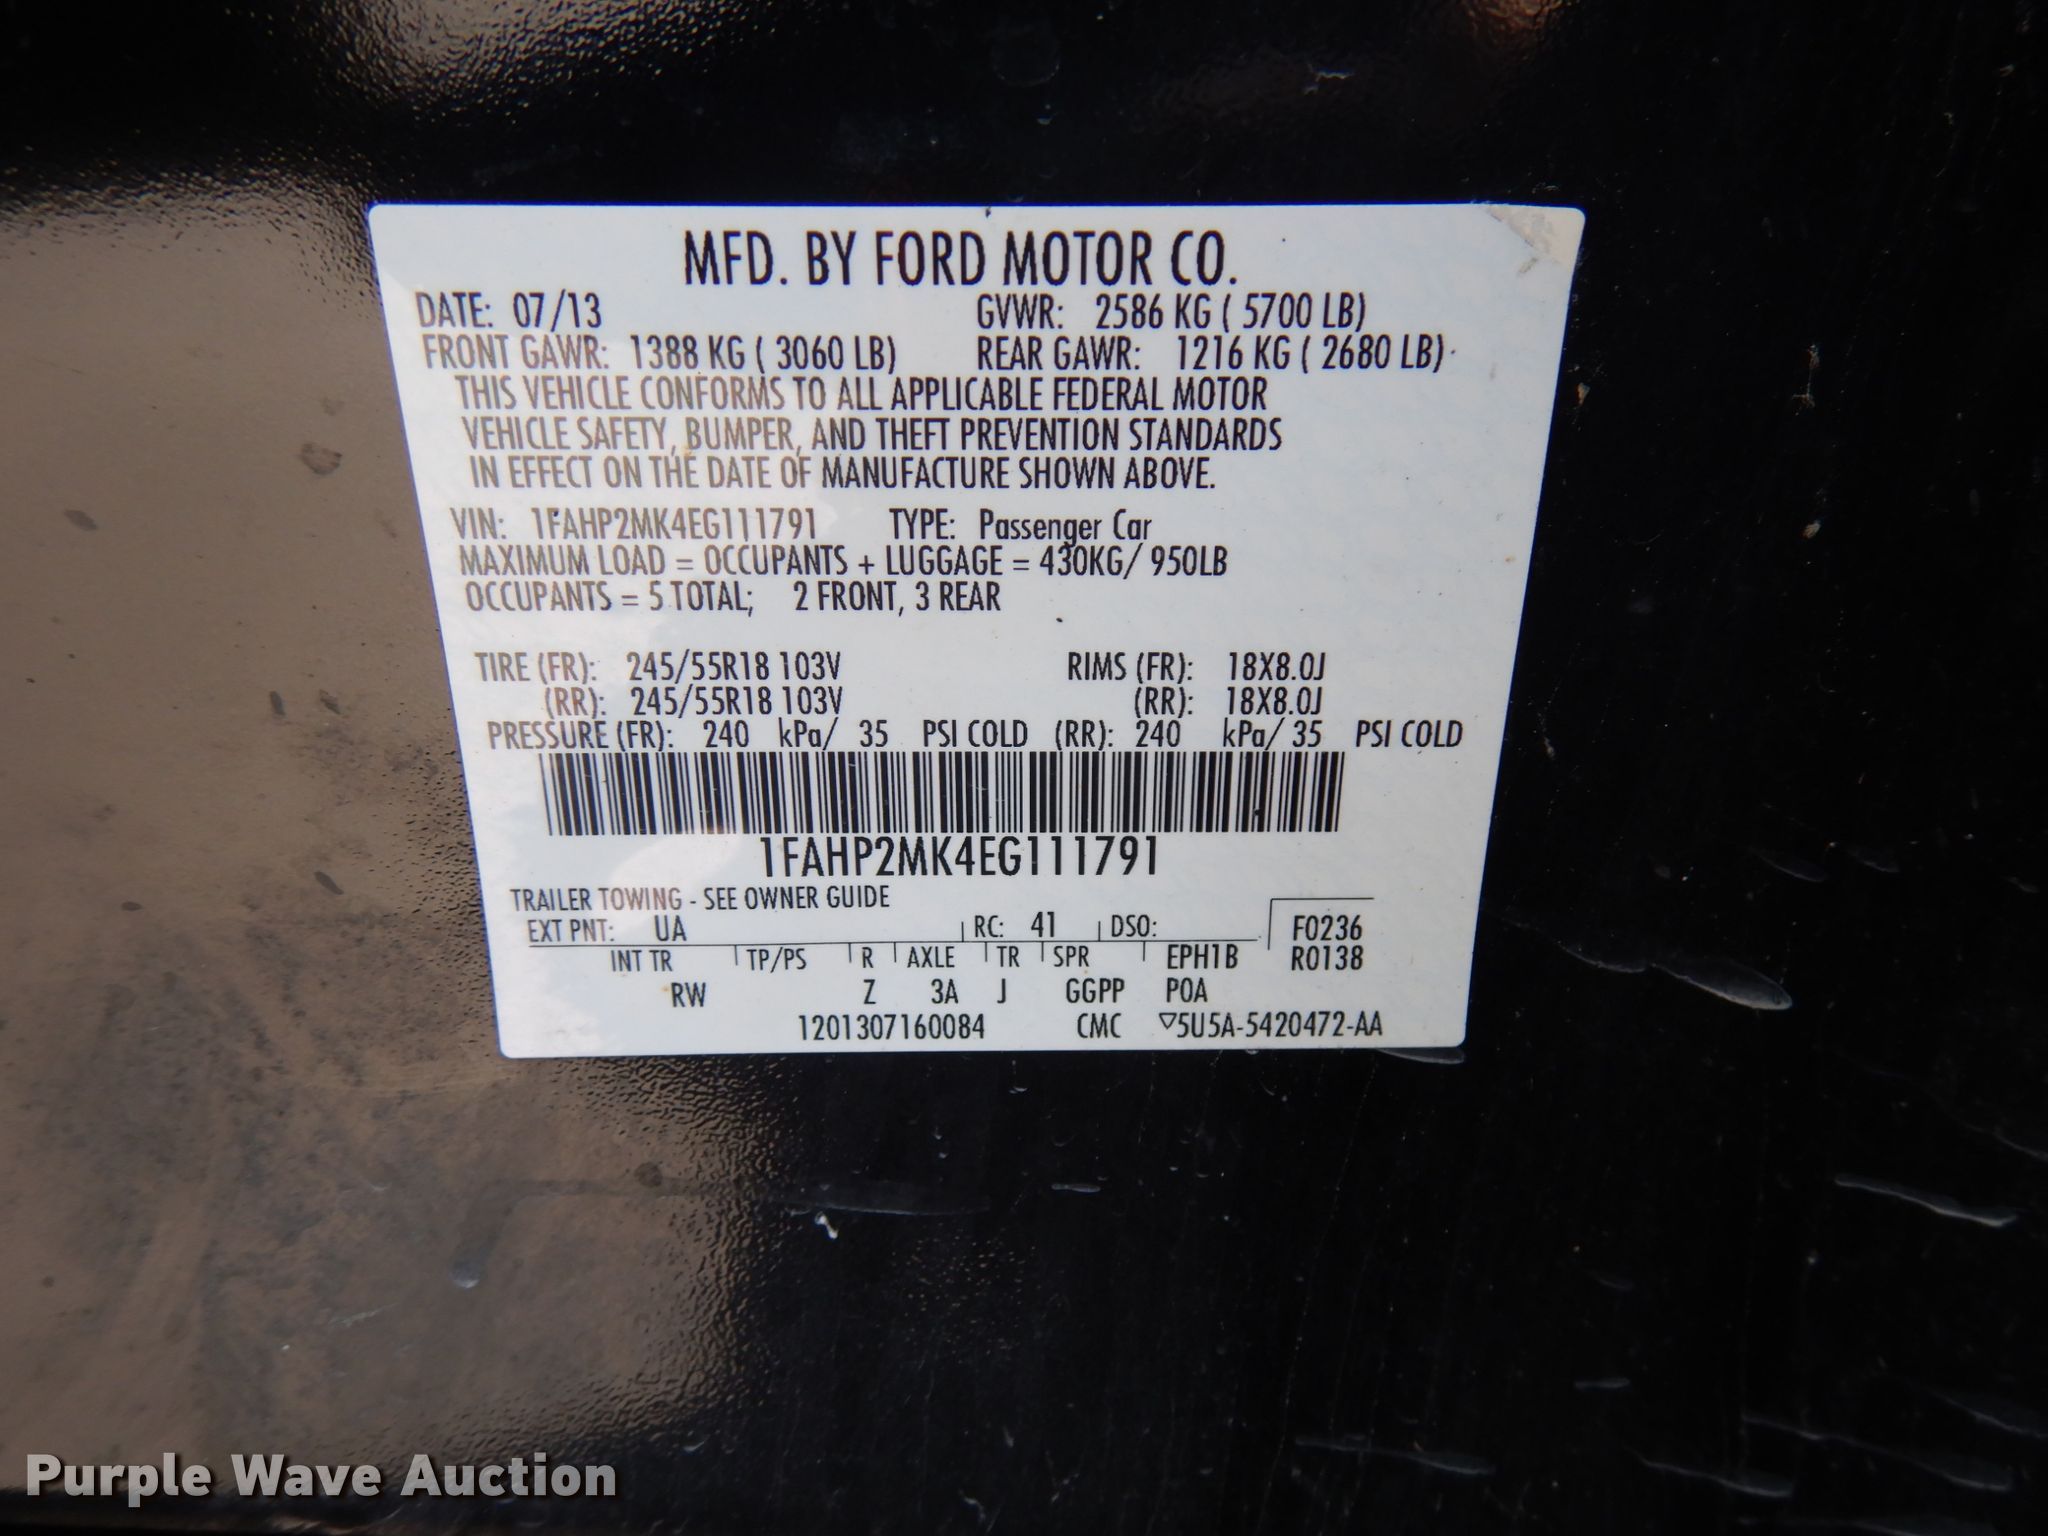 MFD. BY FORD MOTOR CO.
DATE: 07/13 GVWR: 2586 KG ( 5700 LB)
FRONT GAWR: 1388 KG ( 3060 LB) REAR GAWR: 1216 KG ( 2680 LB)
THIS VEHICLE CONFORMS TO ALL APPLICABLE FEDERAL MOTOR
VEHICLE SAFETY, BUMPER, AND THEFT PREVENTION STANDARDS
IN EFFECT ON THE DATE OF MANUFACTURE SHOWN ABOVE.
VIN: 1FAHP2MK4EG111791 TYPE: Passenger Car
MAXIMUM LOAD = OCCUPANTS + LUGGAGE = 430KG/ 950LB
OCCUPANTS = 5 TOTAL; 2 FRONT, 3 REAR
TIRE (FR): 245/55R18 103V RIMS (FR): 18X8.0J
(RR): 245/55R18 103V (RR): 18X8.0J
PRESSURE (FR): 240 kPa/ 35 PSI COLD (RR): 240 kPa/ 35 PSI COLD
1FAHP2MK4EG111791
TRAILER TOWING - SEE OWNER GUIDE
EXT PNT: UA RC: 41 DSO: F0236
INT TR TP/PS R AXLE TR SPR EPH1B R0138
RW Z 3A J GGPP POA
1201307160084 CMC ▽5U5A-5420472-AA
Purple Wave Auction